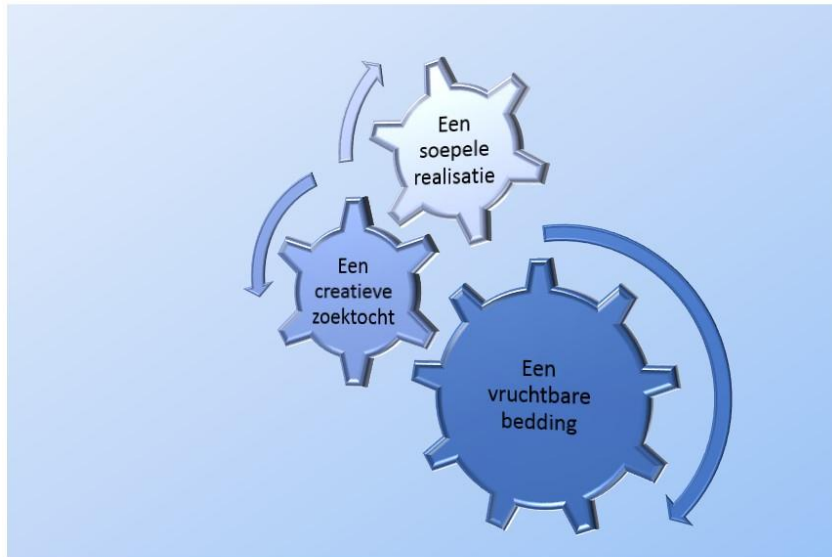 Een
soepele
realisatie
Een
creatieve
zoektocht
Een
vruchtbare
bedding